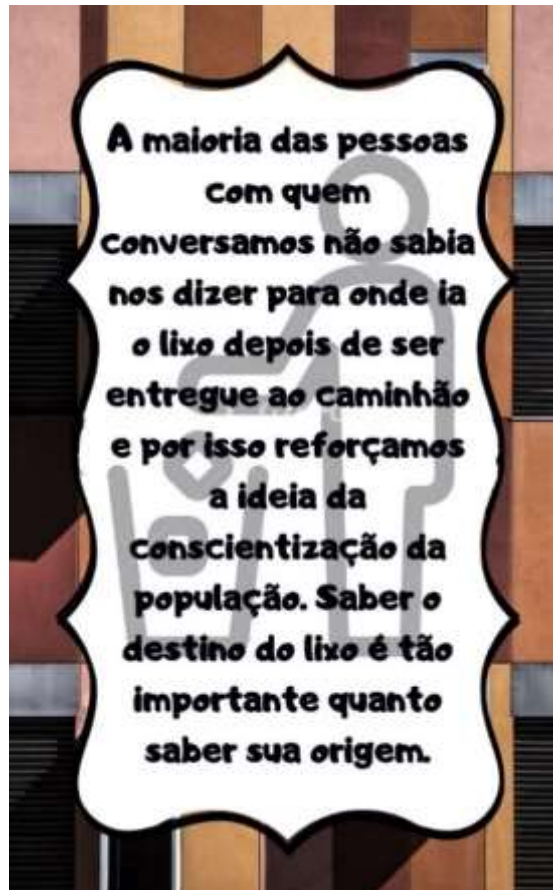 A maioria das pessoas
com quem
conversamos não sabia
nos dizer para onde ia
o lixo depois de ser
entregue ao caminhão
e por isso reforçamos
a ideia da
conscientização da
população. Saber o
destino do lixo é tão
importante quanto
saber sua origem.